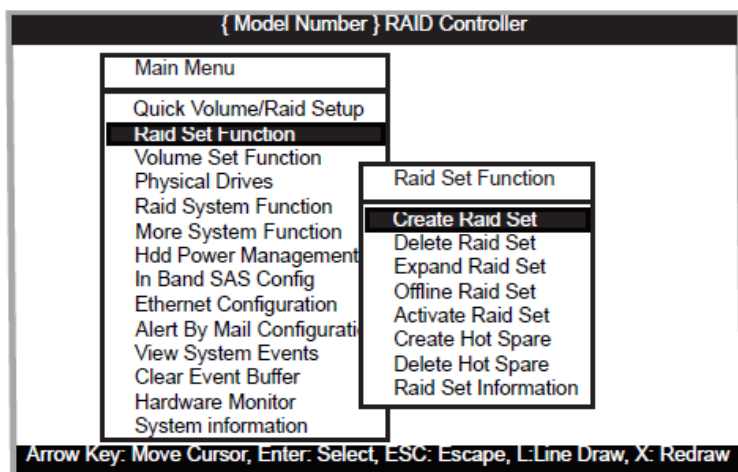 { Model Number } RAID Controller
Main Menu
Quick Volume/Raid Setup
Raid Set Function
Volume Set Function
Physical Drives
Raid System Function
More System Function
Hdd Power Management
In Band SAS Config
Ethernet Configuration
Alert By Mail Configurati
View System Events
Clear Event Buffer
Hardware Monitor
System information
Raid Set Function
Create Raid Set
Delete Raid Set
Expand Raid Set
Offline Raid Set
Activate Raid Set
Create Hot Spare
Delete Hot Spare
Raid Set Information
Arrow Key: Move Cursor, Enter: Select, ESC: Escape, L:Line Draw, X: Redraw